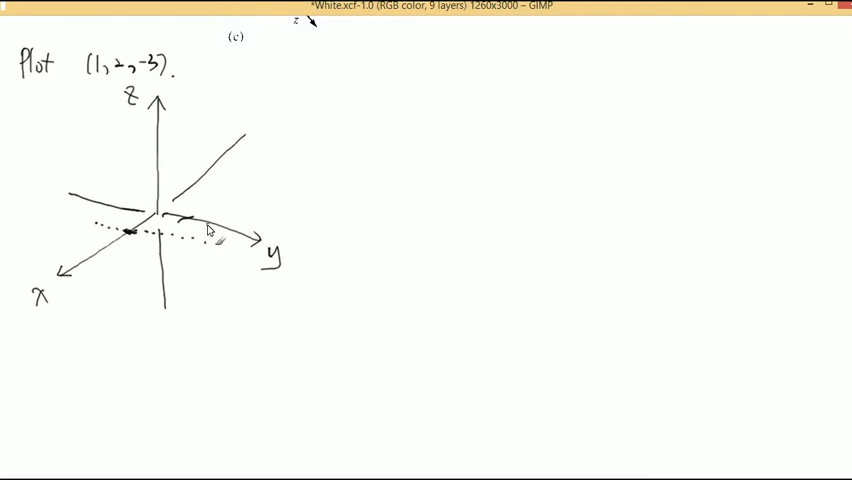 *White.xcf-1.0 (RGB color, 9 layers) 1260x3000 – GIMP
z
(c)
Plot (1, 2, -3).
z
y
x